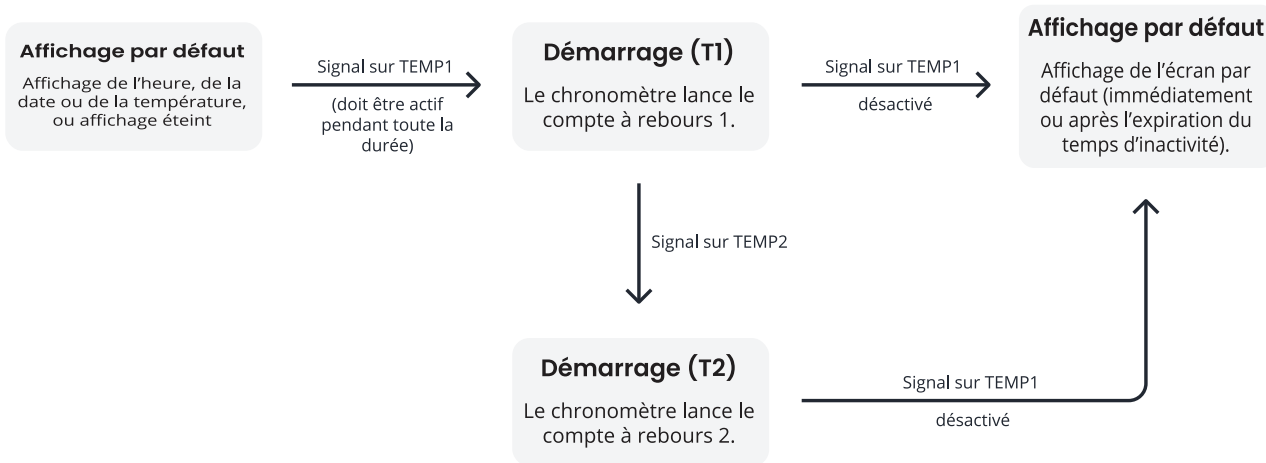 Affichage par défaut
Affichage de l'heure, de la
date ou de la température,
ou affichage éteint
Signal sur TEMP1
(doit être actif
pendant toute la
durée)
Démarrage (T1)
Le chronomètre lance le
compte à rebours 1.
Signal sur TEMP1
désactivé
Affichage par défaut
Affichage de l’écran par
défaut (immédiatement
ou après l’expiration du
temps d’inactivité).
Signal sur TEMP2
Démarrage (T2)
Le chronomètre lance le
compte à rebours 2.
Signal sur TEMP1
désactivé